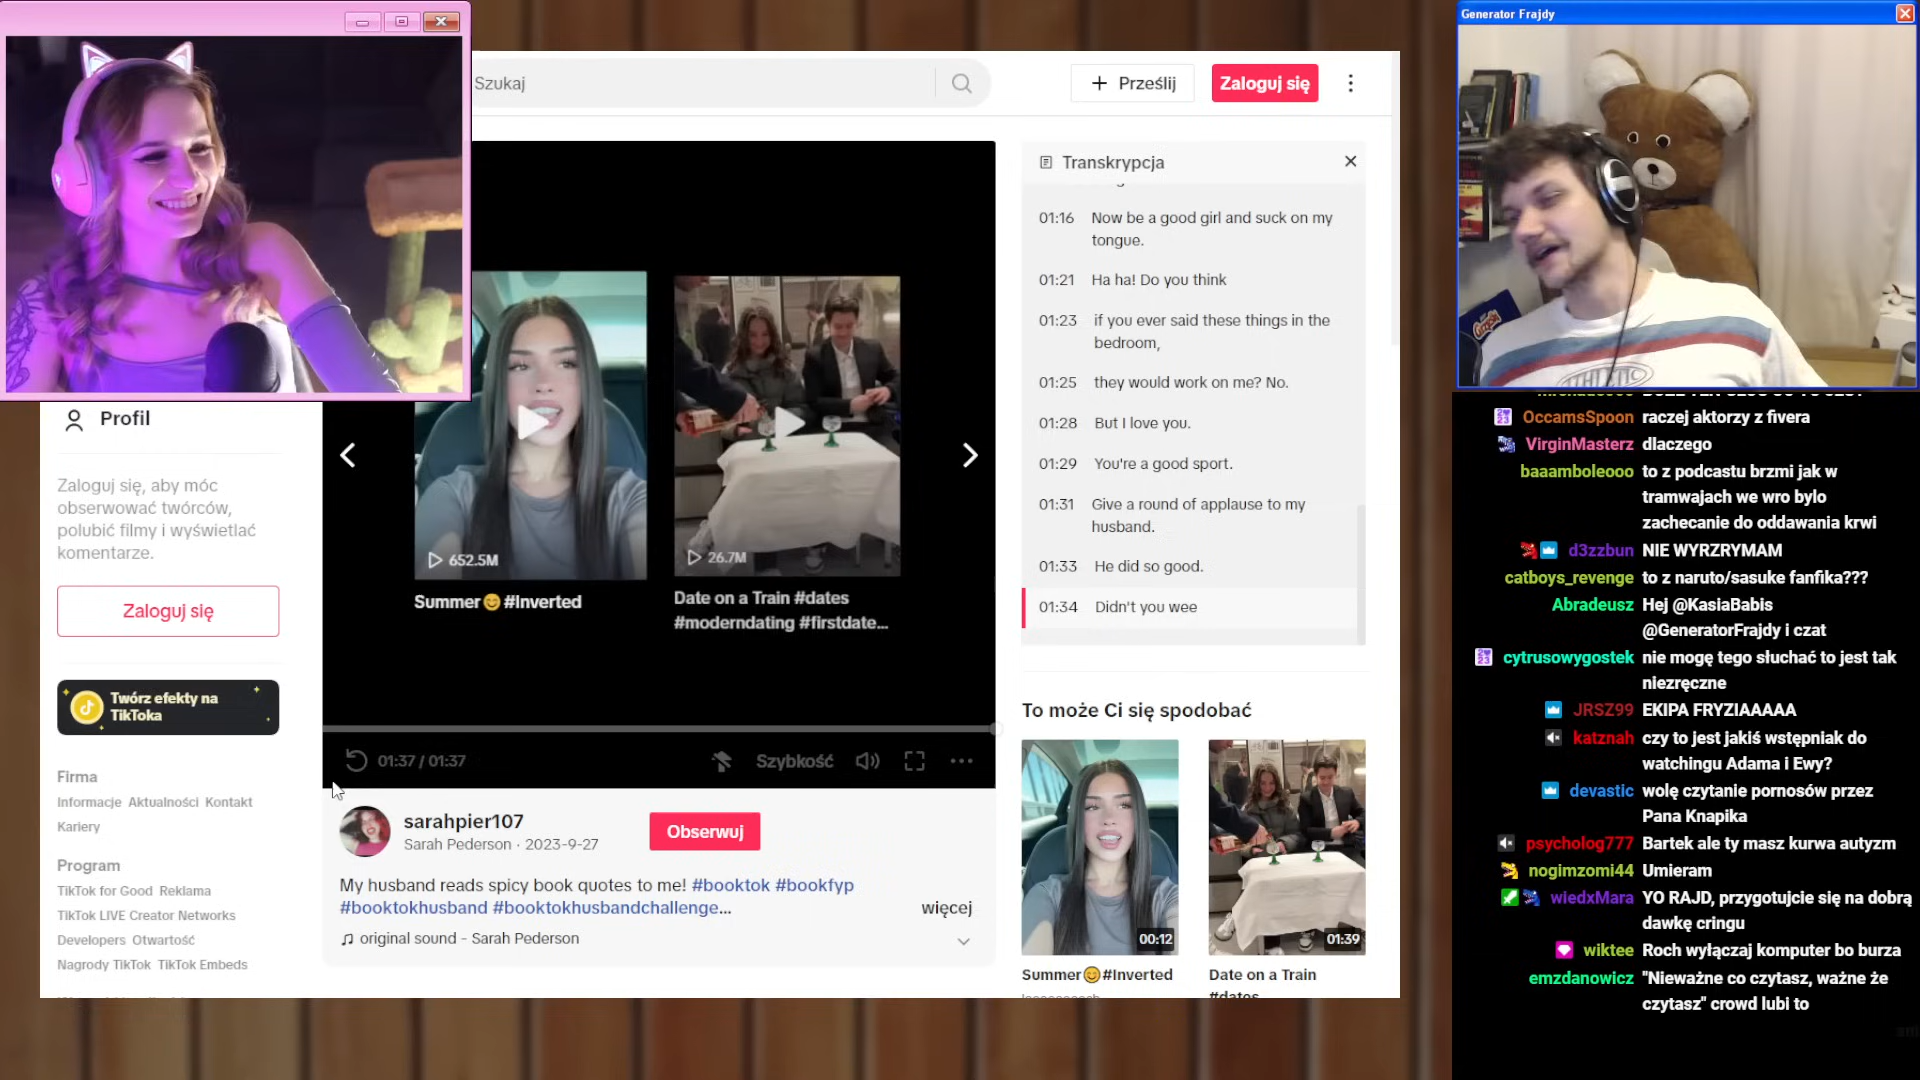 Szukaj
Prześlij
Zaloguj się
Profil
Zaloguj się, aby móc
obserwować twórców,
polubić filmy i wyświetlać
komentarze.
Zaloguj się
Twórz efekty na
TikToka
Firma
Informacje Aktualności Kontakt
Kariery
Program
TikTok for Good Reklama
TikTok LIVE Creator Networks
Developers Otwartość
Nagrody TikTok TikTok Embeds
652.5M
Summer😊 #Inverted
26.7M
Date on a Train #dates
#moderndating #firstdate...
01:37 / 01:37
Szybkość
sarahpier107
Sarah Pederson · 2023-9-27
Obserwuj
My husband reads spicy book quotes to me! #booktok #bookfyp
#booktokhusband #booktokhusbandchallenge...
więcej
original sound - Sarah Pederson
Transkrypcja
01:16 Now be a good girl and suck on my
tongue.
01:21 Ha ha! Do you think
01:23 if you ever said these things in the
bedroom,
01:25 they would work on me? No.
01:28 But I love you.
01:29 You're a good sport.
01:31 Give a round of applause to my
husband.
01:33 He did so good.
01:34 Didn't you wee
To może Ci się spodobać
00:12
Summer😊#Inverted
01:39
Date on a Train
#dates
Generator Frajdy
OccamsSpoon raczej aktorzy z fivera
VirginMasterz dlaczego
baaamboleooo to z podcastu brzmi jak w
tramwajach we wro bylo
zachecanie do oddawania krwi
d3zzbun NIE WYRZRYMAM
catboys_revenge to z naruto/sasuke fanfika???
Abradeusz Hej @KasiaBabis
@GeneratorFrajdy i czat
cytrusowygostek nie mogę tego słuchać to jest tak
niezręczne
JRSZ99 EKIPA FRYZIAAAAA
katznah czy to jest jakiś wstępniak do
watchingu Adama i Ewy?
devastic wolę czytanie pornosów przez
Pana Knapika
psycholog777 Bartek ale ty masz kurwa autyzm
nogimzomi44 Umieram
wiedxMara YO RAJD, przygotujcie się na dobrą
dawkę cringu
wiktee Roch wyłączaj komputer bo burza
emzdanowicz "Nieważne co czytasz, ważne że
czytasz" crowd lubi to